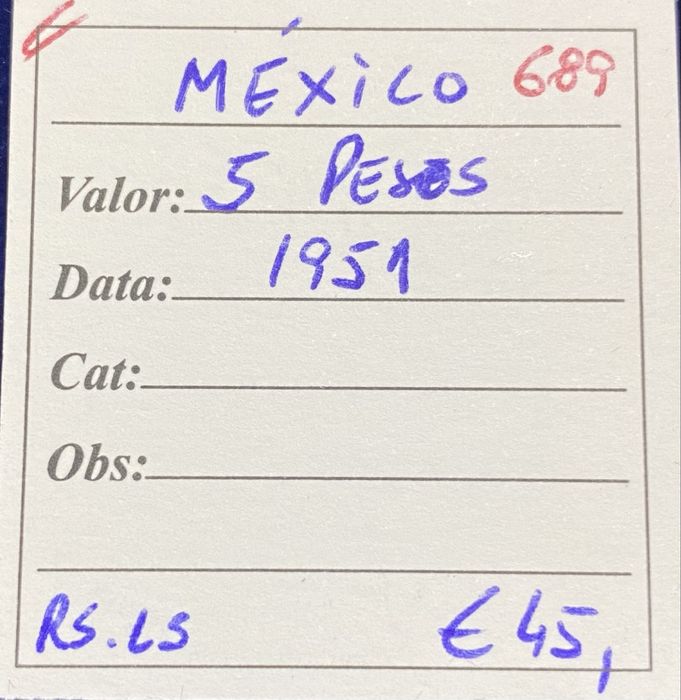 MÉXiCO 689
Valor: 5 PESOS
Data: 1951
Cat:
Obs:
RS.LS €45,